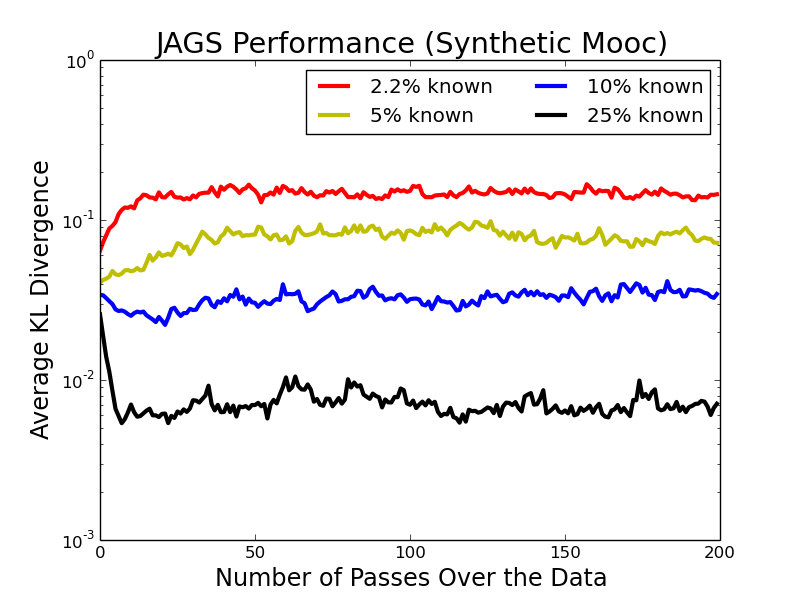 JAGS Performance (Synthetic Mooc)
2.2% known
5% known
10% known
25% known
Average KL Divergence
10^0
10^-1
10^-2
10^-3
0 50 100 150 200
Number of Passes Over the Data